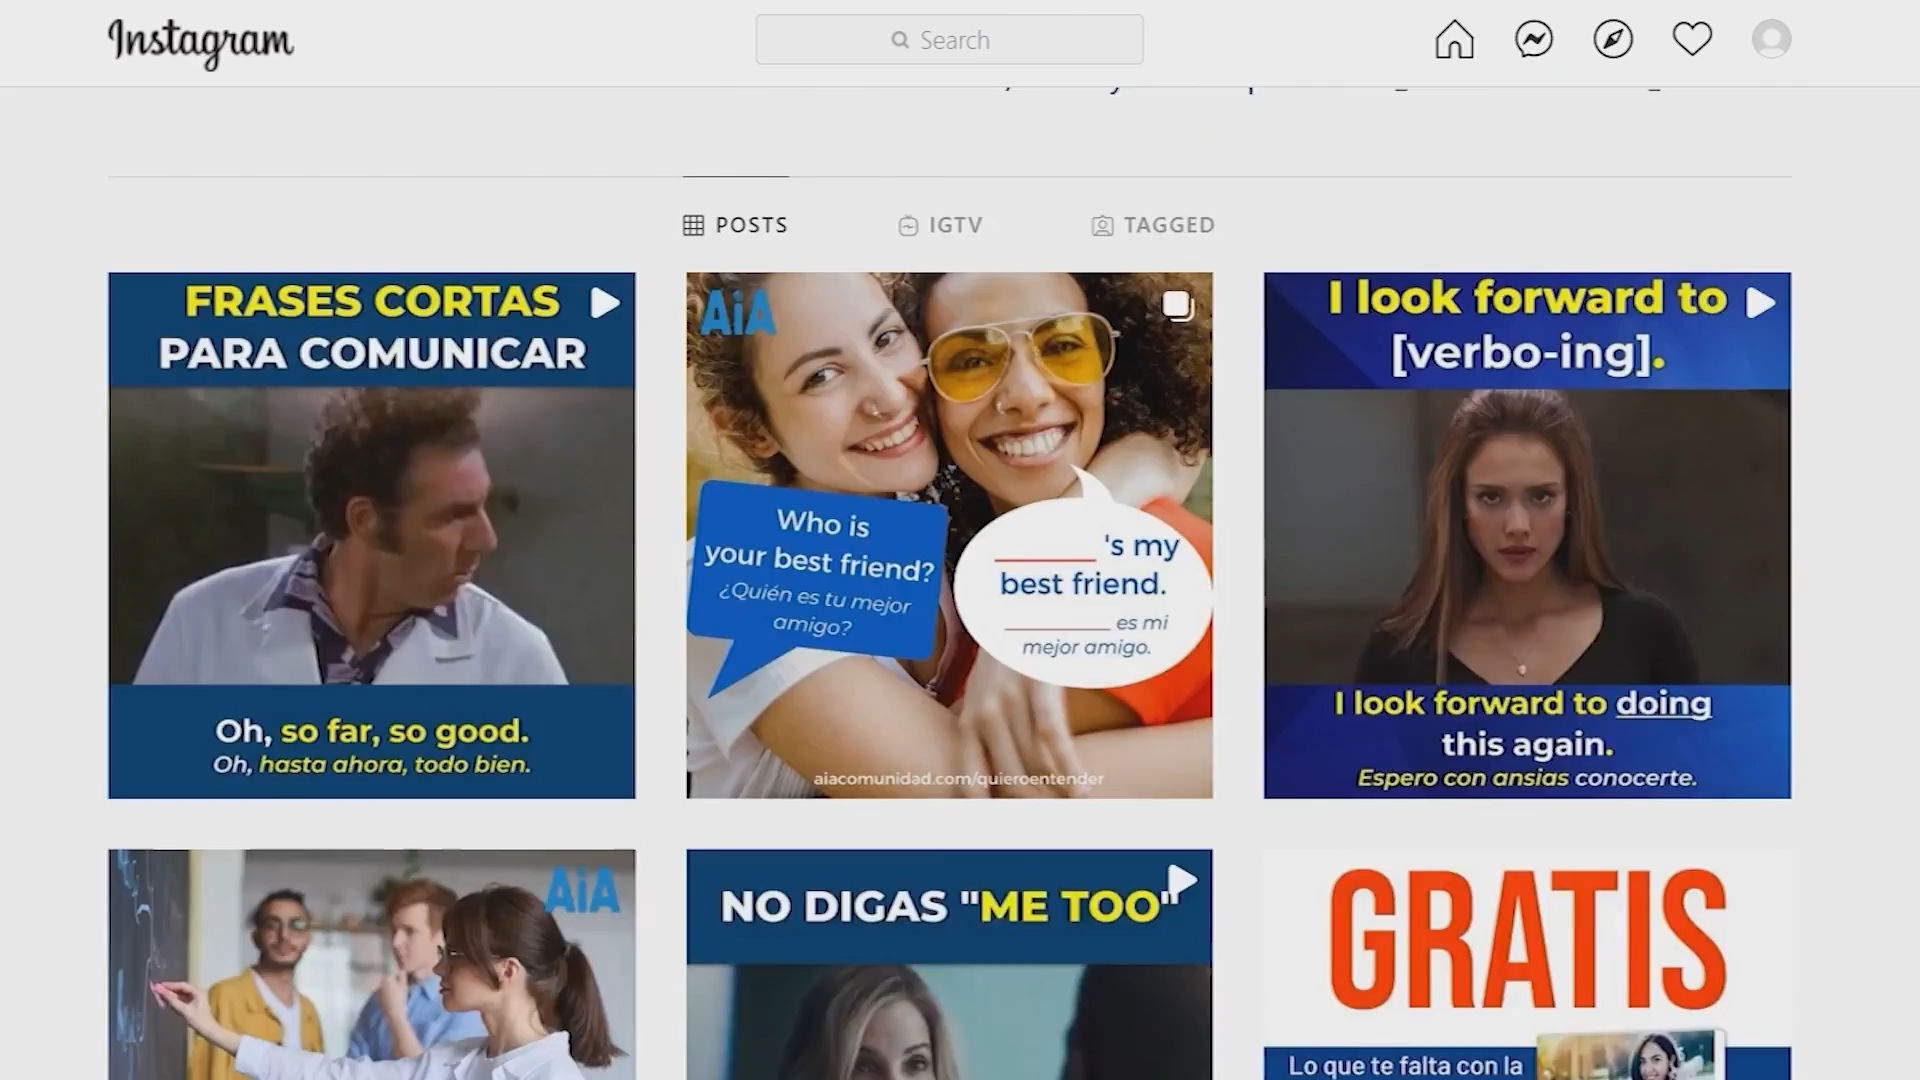 Instagram
Search
POSTS
IGTV
TAGGED
FRASES CORTAS
PARA COMUNICAR
Oh, so far, so good.
Oh, hasta ahora, todo bien.
AiA
Who is
your best friend?
¿Quién es tu mejor
amigo?
_______ 's my
best friend.
_______ es mi
mejor amigo.
aiacomunidad.com/quieroentender
I look forward to
[verbo-ing].
I look forward to doing
this again.
Espero con ansias conocerte.
AiA
NO DIGAS "ME TOO"
GRATIS
Lo que te falta con la